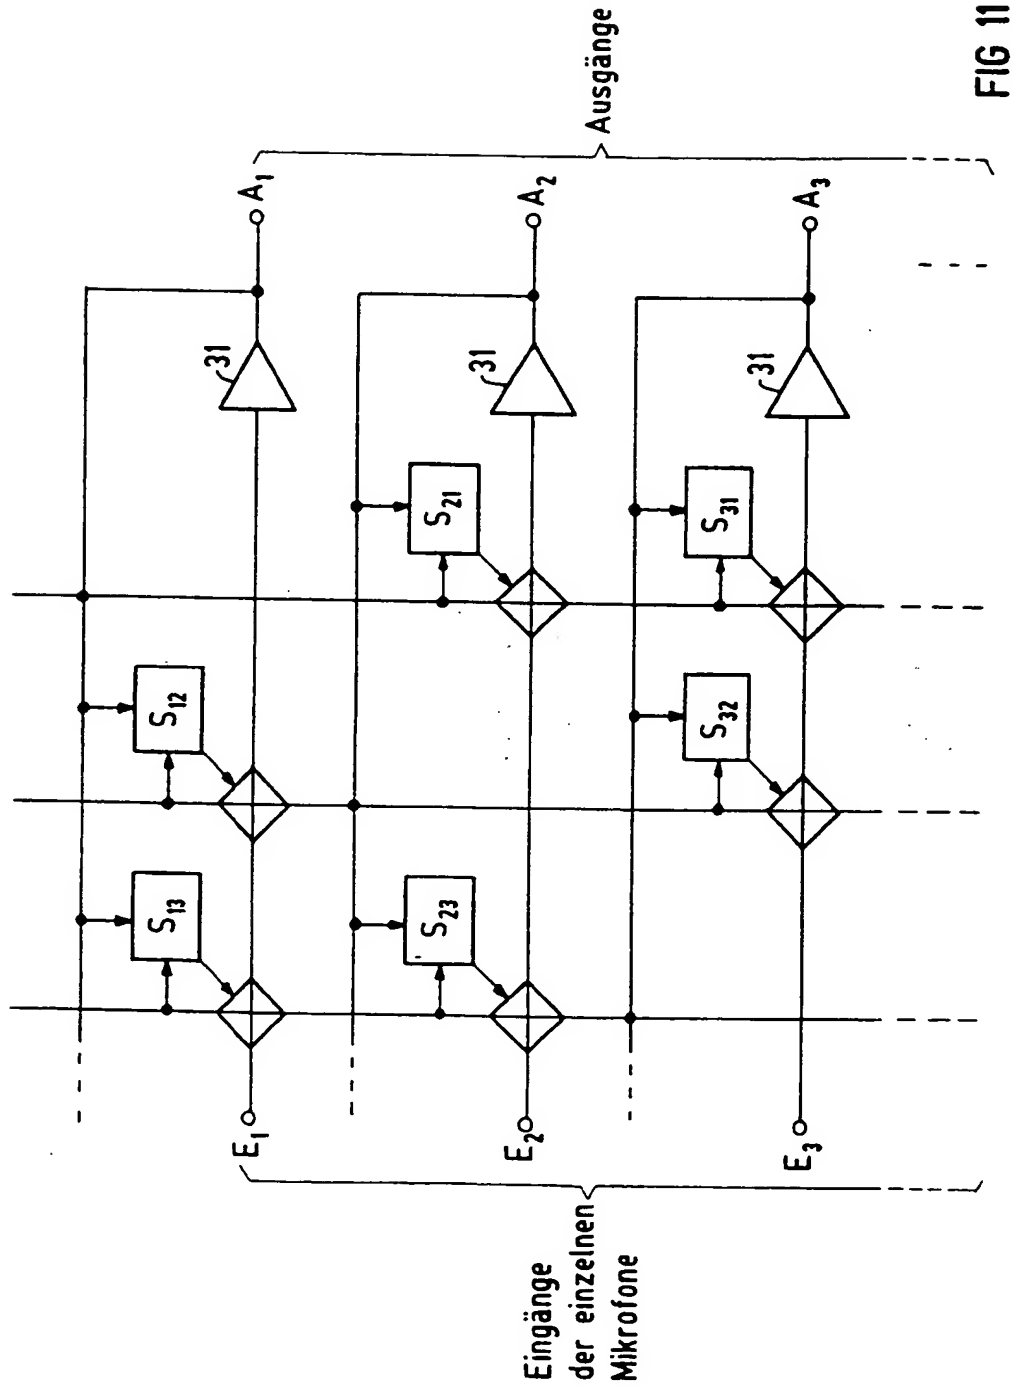 Eingänge
der einzelnen
Mikrofone
E₁
E₂
E₃
S₁₃
S₁₂
S₂₃
S₂₁
S₃₂
S₃₁
31
31
31
A₁
A₂
A₃
Ausgänge
FIG 11